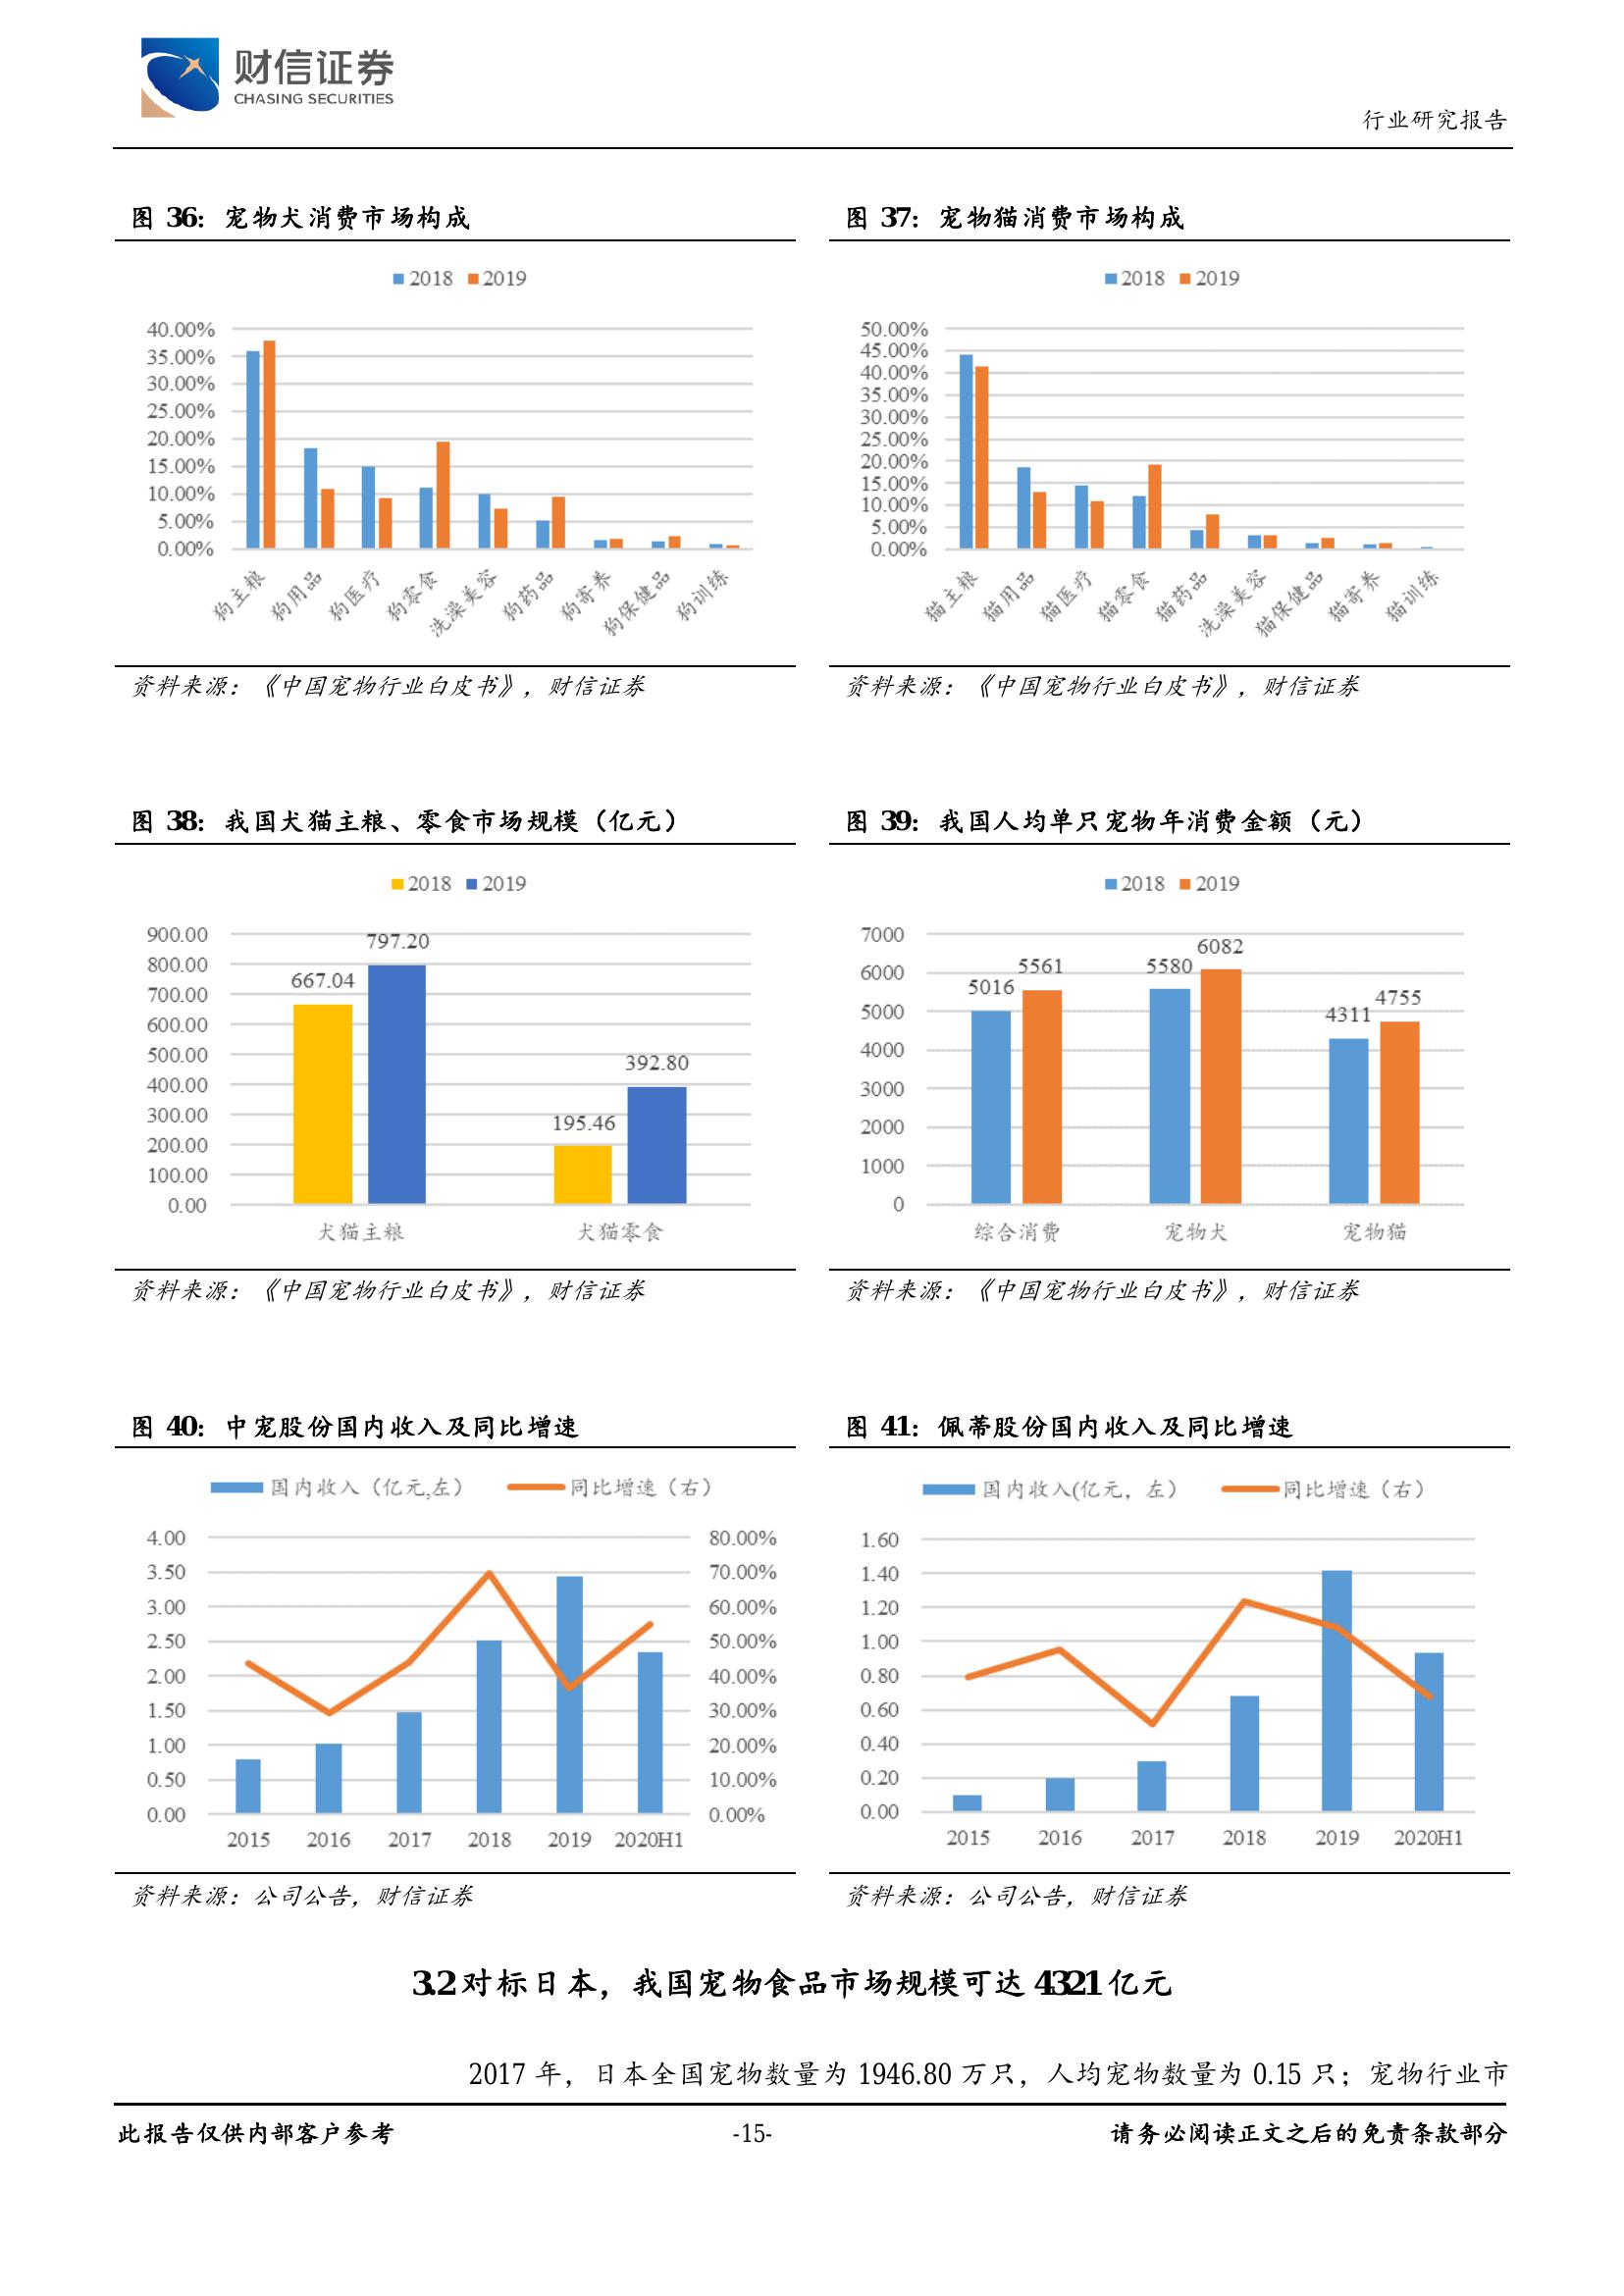 财信证券
CHASING SECURITIES
行业研究报告
图 36：宠物犬消费市场构成
2018 2019
40.00%
35.00%
30.00%
25.00%
20.00%
15.00%
10.00%
5.00%
0.00%
狗主粮 狗用品 狗医疗 狗零食 洗澡美容 狗药品 狗寄养 狗保健品 狗训练
资料来源：《中国宠物行业白皮书》，财信证券
图 37：宠物猫消费市场构成
2018 2019
50.00%
45.00%
40.00%
35.00%
30.00%
25.00%
20.00%
15.00%
10.00%
5.00%
0.00%
猫主粮 猫用品 猫医疗 猫零食 猫药品 洗澡美容 猫保健品 猫寄养 猫训练
资料来源：《中国宠物行业白皮书》，财信证券
图 38：我国犬猫主粮、零食市场规模（亿元）
2018 2019
900.00
800.00
700.00
600.00
500.00
400.00
300.00
200.00
100.00
0.00
667.04 797.20 195.46 392.80
犬猫主粮 犬猫零食
资料来源：《中国宠物行业白皮书》，财信证券
图 39：我国人均单只宠物年消费金额（元）
2018 2019
7000
6000
5000
4000
3000
2000
1000
0
5016 5561 5580 6082 4311 4755
综合消费 宠物犬 宠物猫
资料来源：《中国宠物行业白皮书》，财信证券
图 40：中宠股份国内收入及同比增速
国内收入（亿元,左） 同比增速（右）
4.00 80.00%
3.50 70.00%
3.00 60.00%
2.50 50.00%
2.00 40.00%
1.50 30.00%
1.00 20.00%
0.50 10.00%
0.00 0.00%
2015 2016 2017 2018 2019 2020H1
资料来源：公司公告，财信证券
图 41：佩蒂股份国内收入及同比增速
国内收入(亿元，左） 同比增速（右）
1.60
1.40
1.20
1.00
0.80
0.60
0.40
0.20
0.00
2015 2016 2017 2018 2019 2020H1
资料来源：公司公告，财信证券
3.2 对标日本，我国宠物食品市场规模可达 4321 亿元
2017 年，日本全国宠物数量为 1946.80 万只，人均宠物数量为 0.15 只；宠物行业市
此报告仅供内部客户参考 -15- 请务必阅读正文之后的免责条款部分